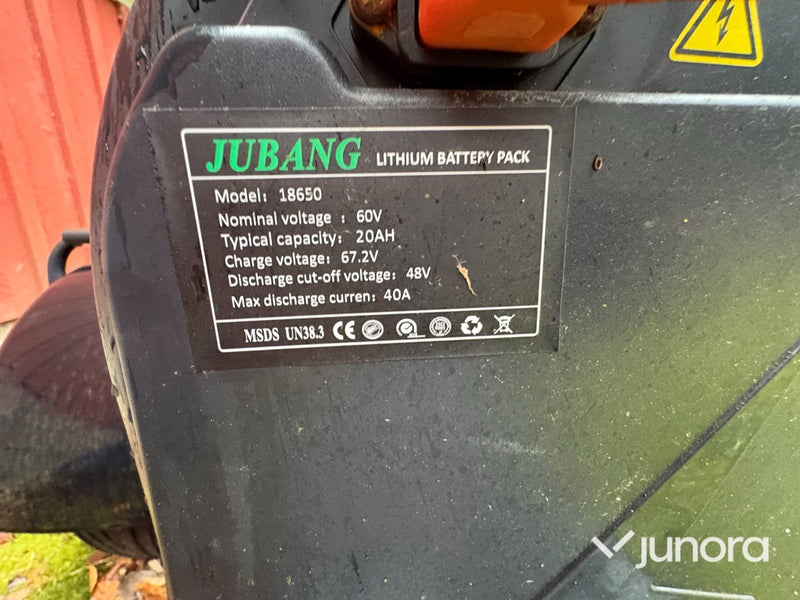 JUBANG LITHIUM BATTERY PACK
Model: 18650
Nominal voltage : 60V
Typical capacity: 20AH
Charge voltage: 67.2V
Discharge cut-off voltage: 48V
Max discharge curren: 40A
MSDS UN38.3 CE
junora